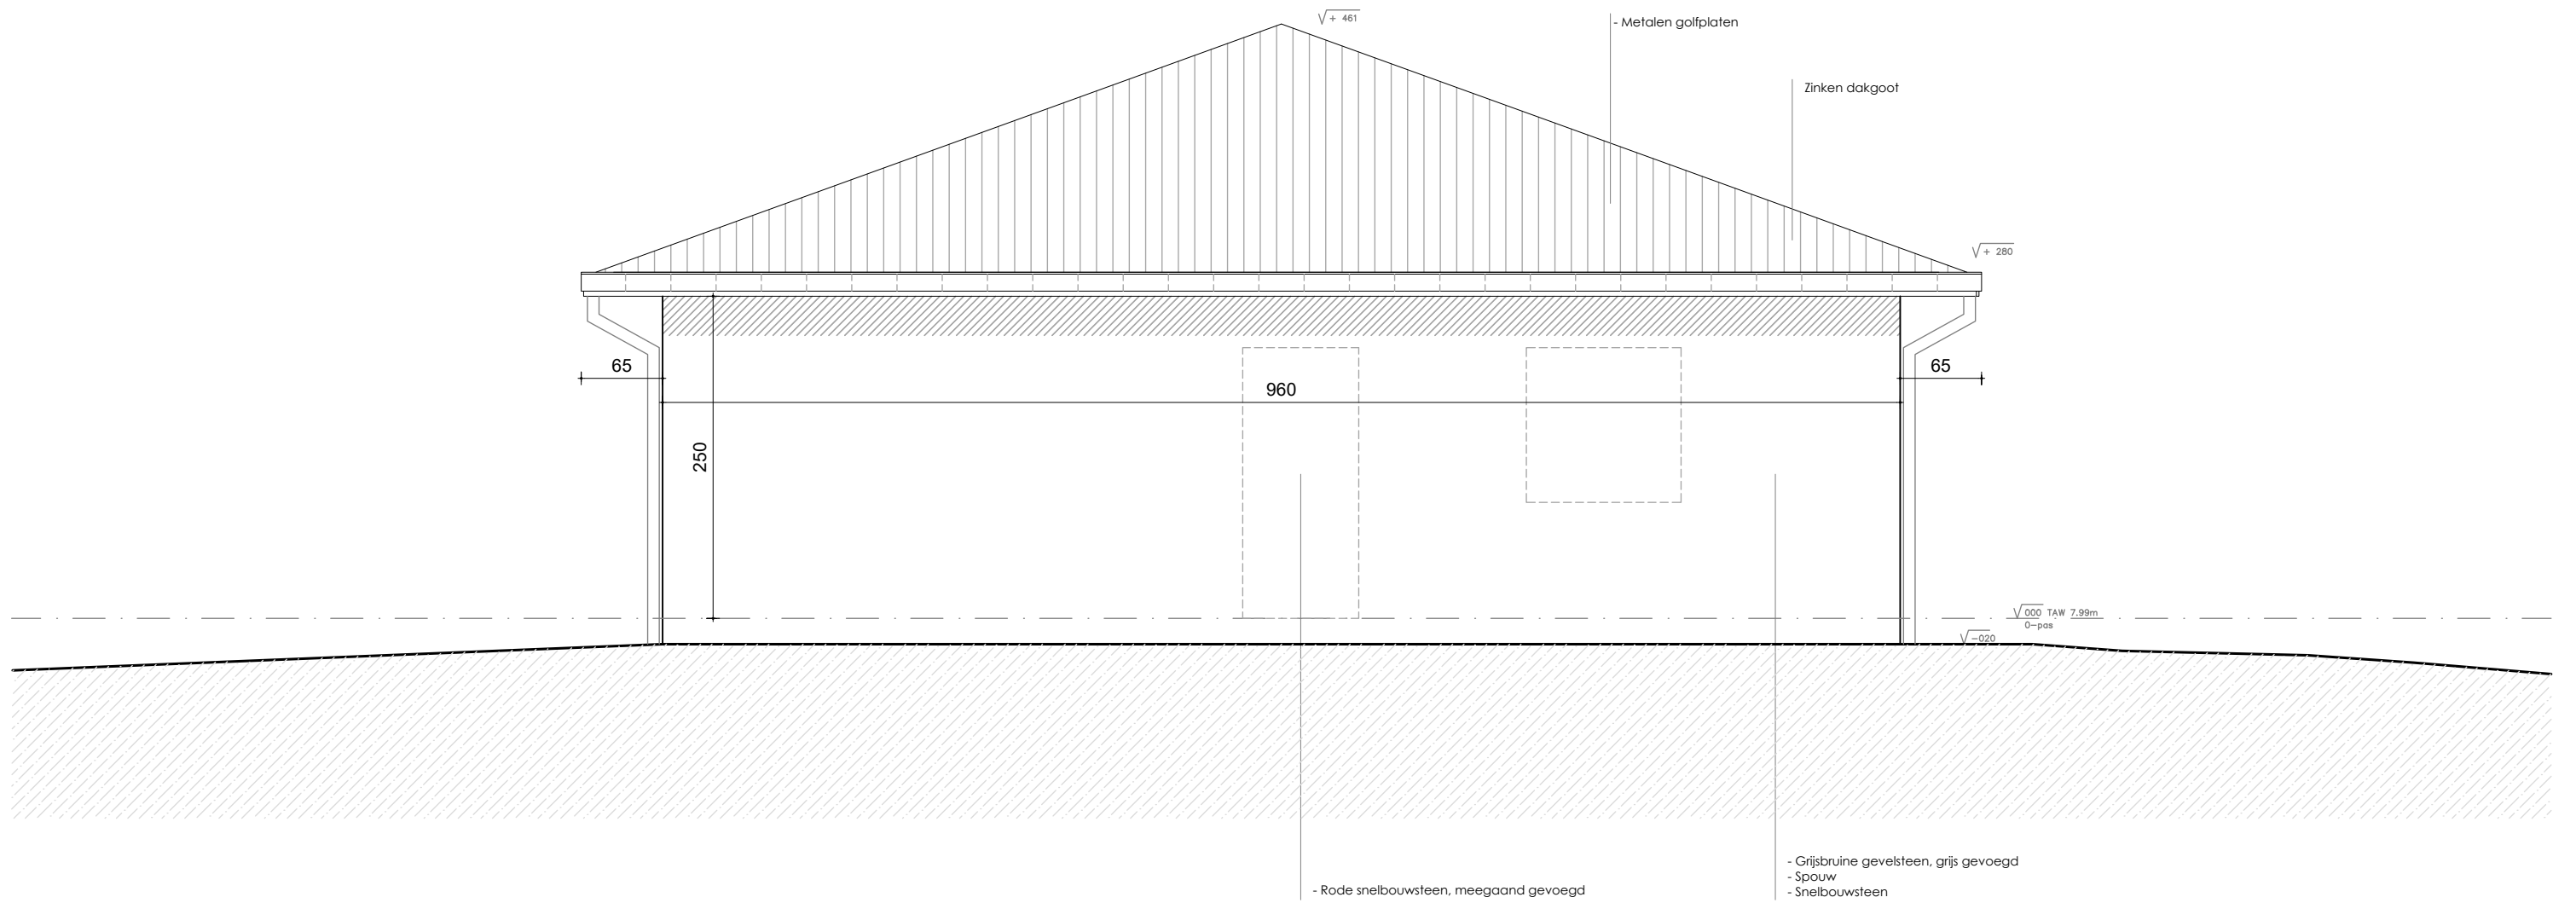 + 461
- Metalen golfplaten
Zinken dakgoot
+ 280
65
65
960
250
000 TAW 7.99m
0-pas
-020
- Grijsbruine gevelsteen, grijs gevoegd
- Spouw
- Snelbouwsteen
- Rode snelbouwsteen, meegaand gevoegd